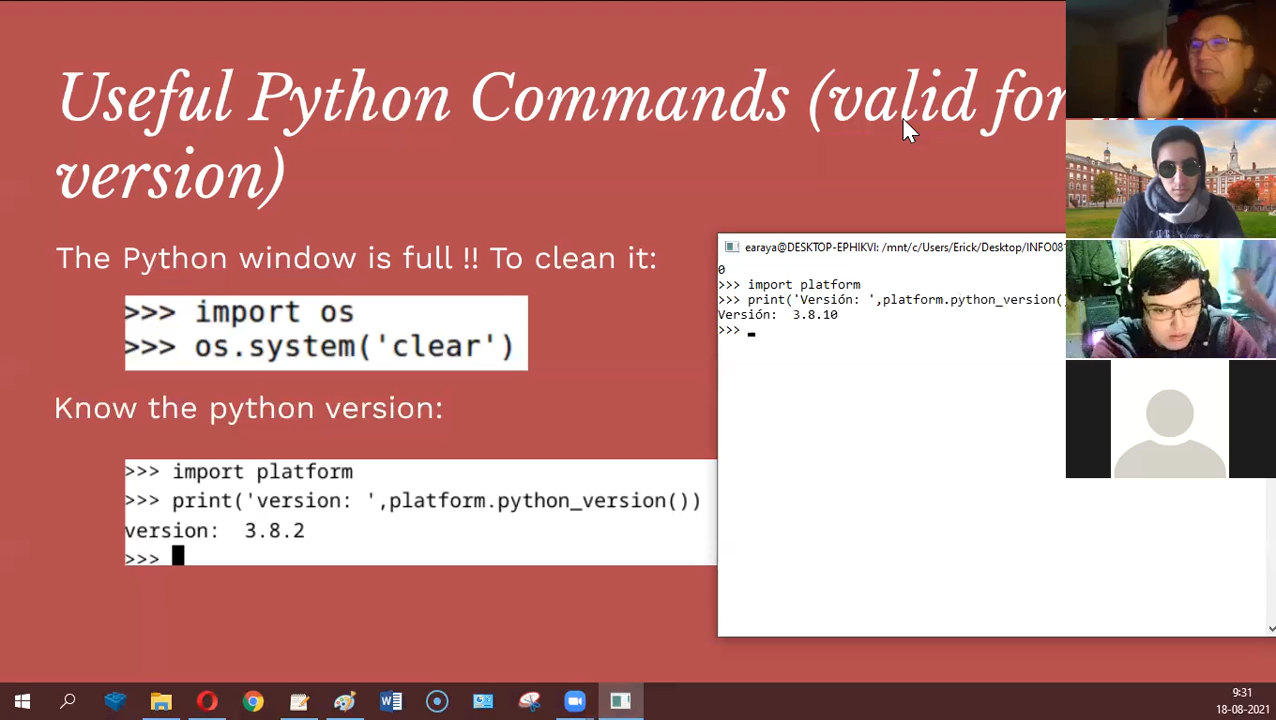 Useful Python Commands (valid for
version)
The Python window is full !! To clean it:
>>> import os
>>> os.system('clear')
Know the python version:
>>> import platform
>>> print('version: ',platform.python_version())
version:  3.8.2
>>>
earaya@DESKTOP-EPHIKVI: /mnt/c/Users/Erick/Desktop/INFO08
0
>>> import platform
>>> print('Versión: ',platform.python_version()
Versión:  3.8.10
>>>
9:31
18-08-2021